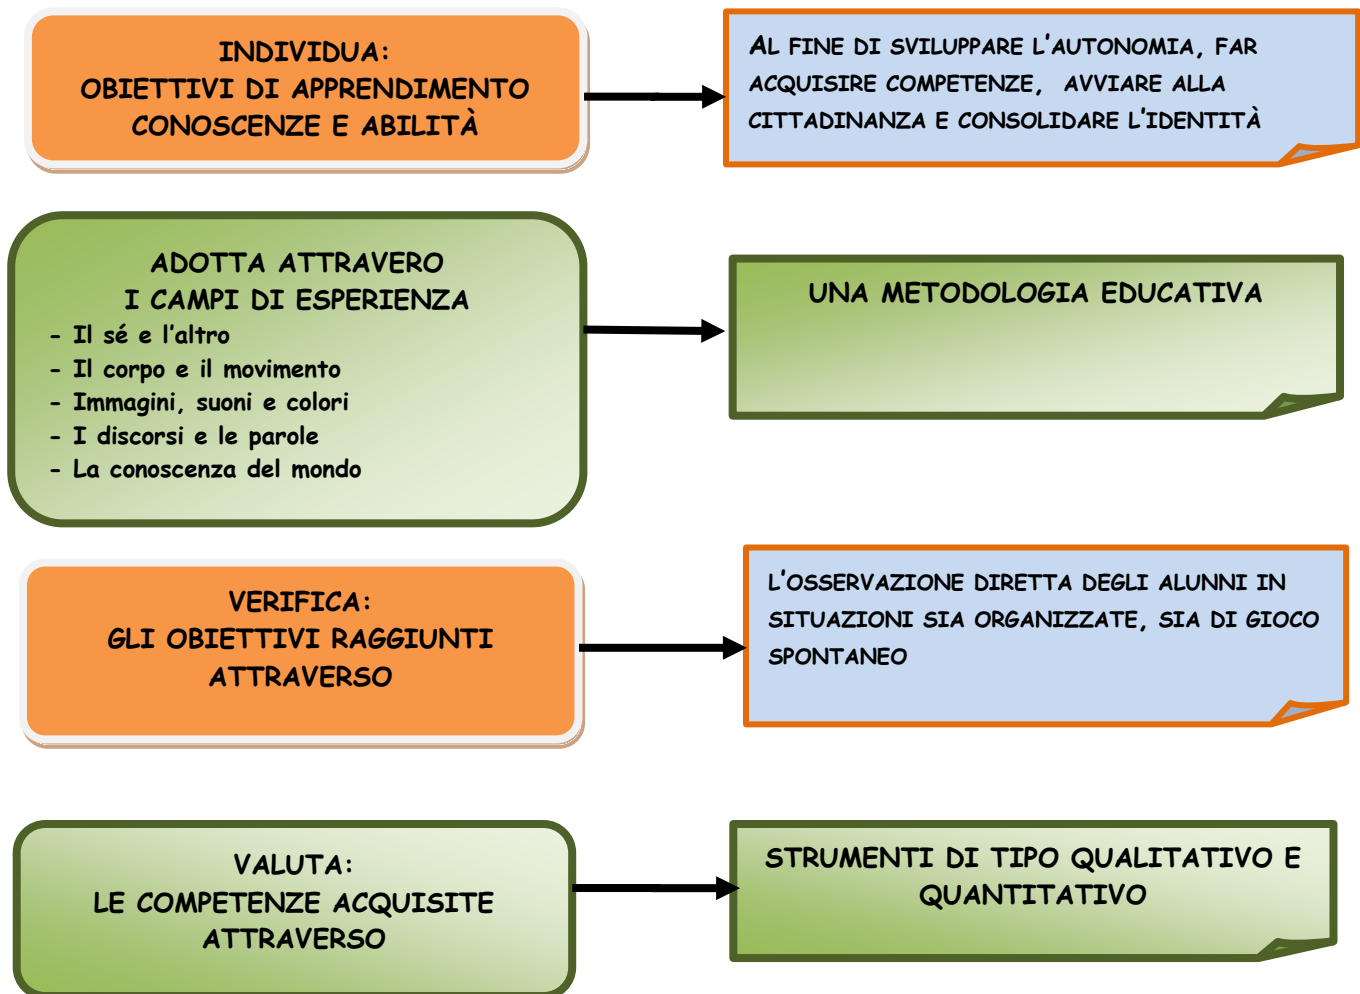 INDIVIDUA:
OBIETTIVI DI APPRENDIMENTO
CONOSCENZE E ABILITÀ
AL FINE DI SVILUPPARE L'AUTONOMIA, FAR
ACQUISIRE COMPETENZE, AVVIARE ALLA
CITTADINANZA E CONSOLIDARE L'IDENTITÀ
ADOTTA ATTRAVERO
I CAMPI DI ESPERIENZA
- Il sé e l'altro
- Il corpo e il movimento
- Immagini, suoni e colori
- I discorsi e le parole
- La conoscenza del mondo
UNA METODOLOGIA EDUCATIVA
VERIFICA:
GLI OBIETTIVI RAGGIUNTI
ATTRAVERSO
L'OSSERVAZIONE DIRETTA DEGLI ALUNNI IN
SITUAZIONI SIA ORGANIZZATE, SIA DI GIOCO
SPONTANEO
VALUTA:
LE COMPETENZE ACQUISITE
ATTRAVERSO
STRUMENTI DI TIPO QUALITATIVO E
QUANTITATIVO